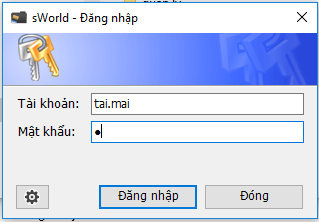 sWorld - Đăng nhập
Tài khoản: tai.mai
Mật khẩu: ●
Đăng nhập Đóng